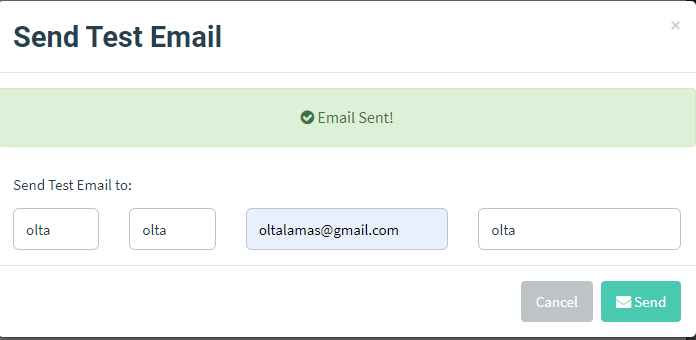 Send Test Email
×
Email Sent!
Send Test Email to:
olta olta oltalamas@gmail.com olta
Cancel Send